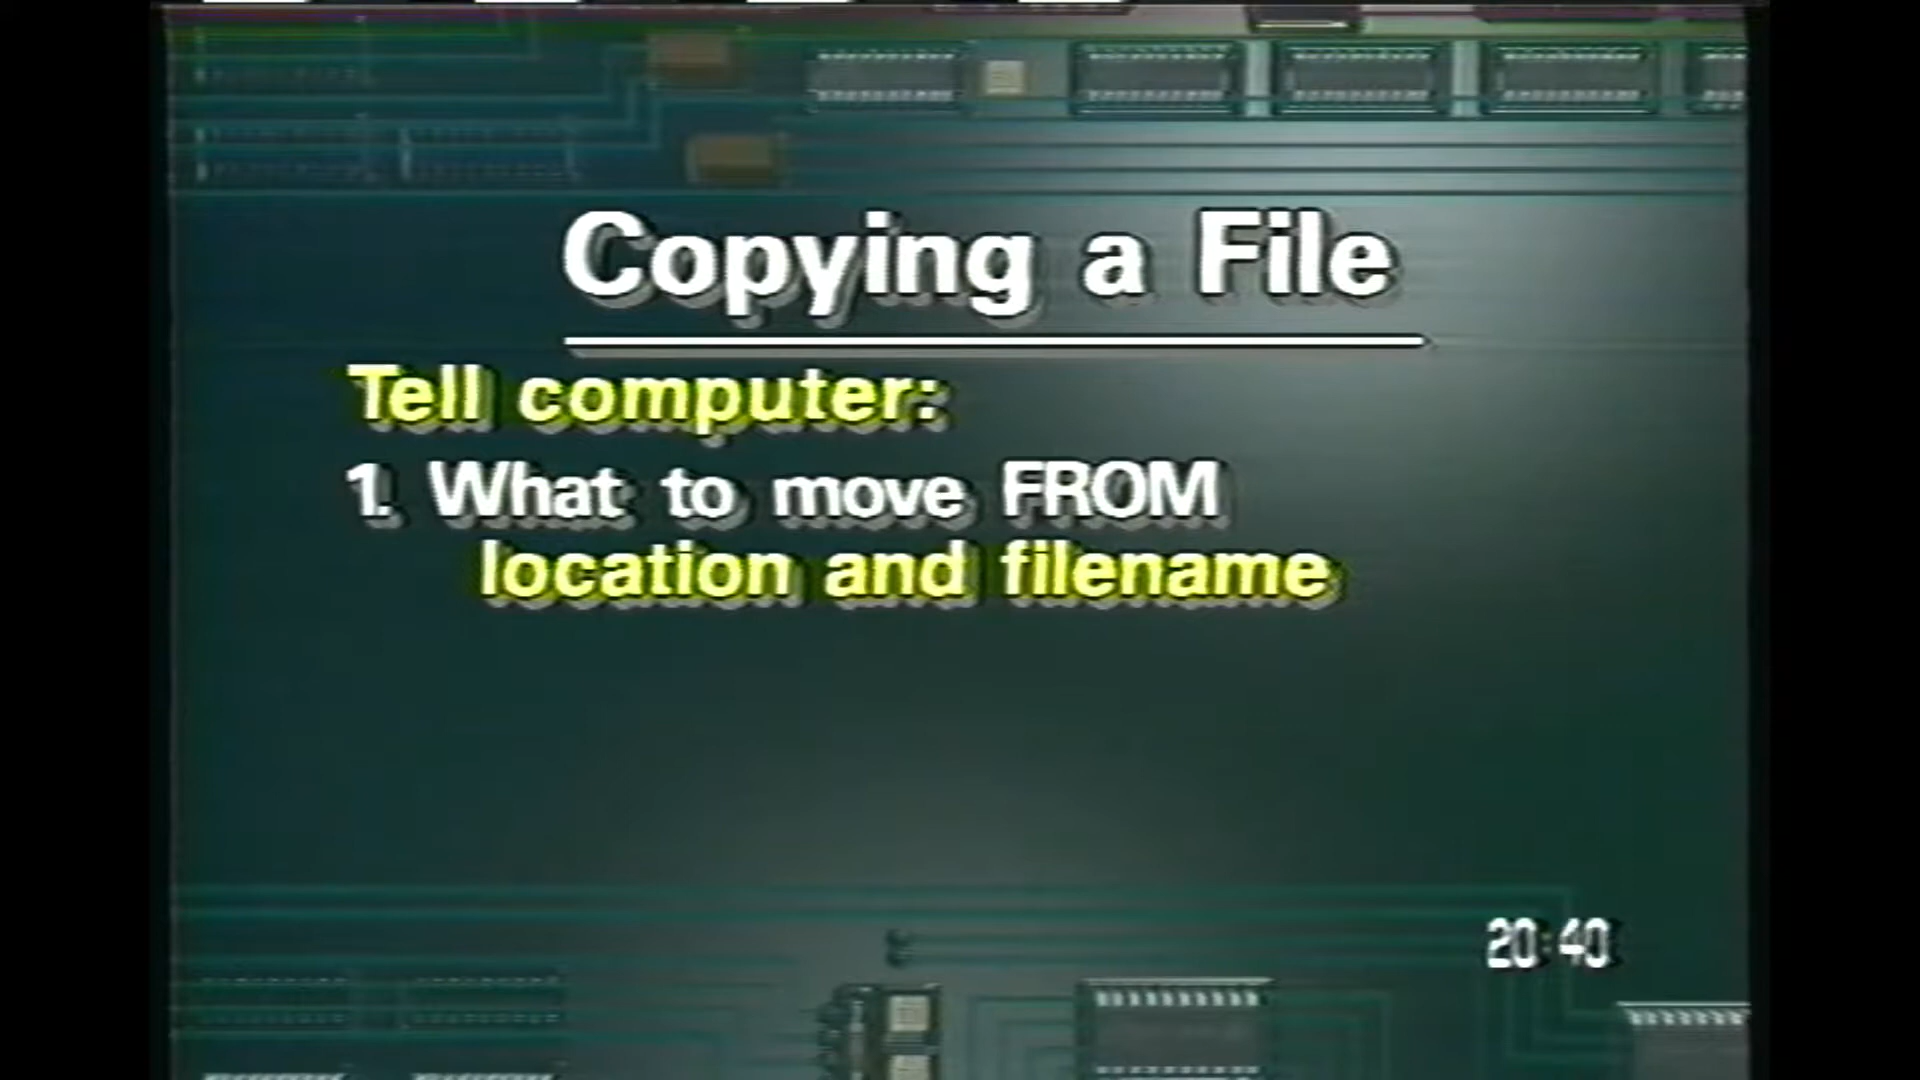 Copying a File
Tell computer:
1. What to move FROM
location and filename
20:40